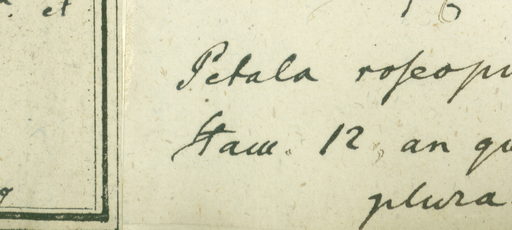 et
Petala roseopu
Stam. 12, an qu
plura.